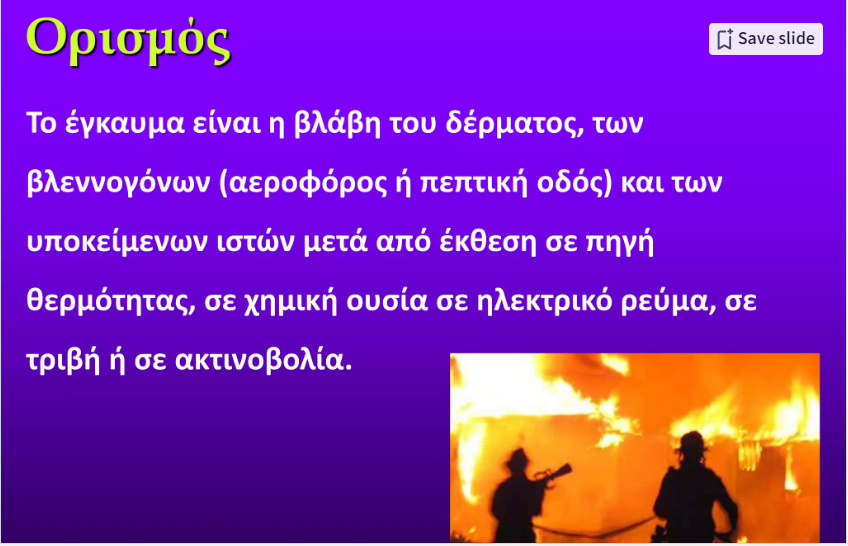 Ορισμός
Save slide
Το έγκαυμα είναι η βλάβη του δέρματος, των
βλεννογόνων (αεροφόρος ή πεπτική οδός) και των
υποκείμενων ιστών μετά από έκθεση σε πηγή
θερμότητας, σε χημική ουσία σε ηλεκτρικό ρεύμα, σε
τριβή ή σε ακτινοβολία.